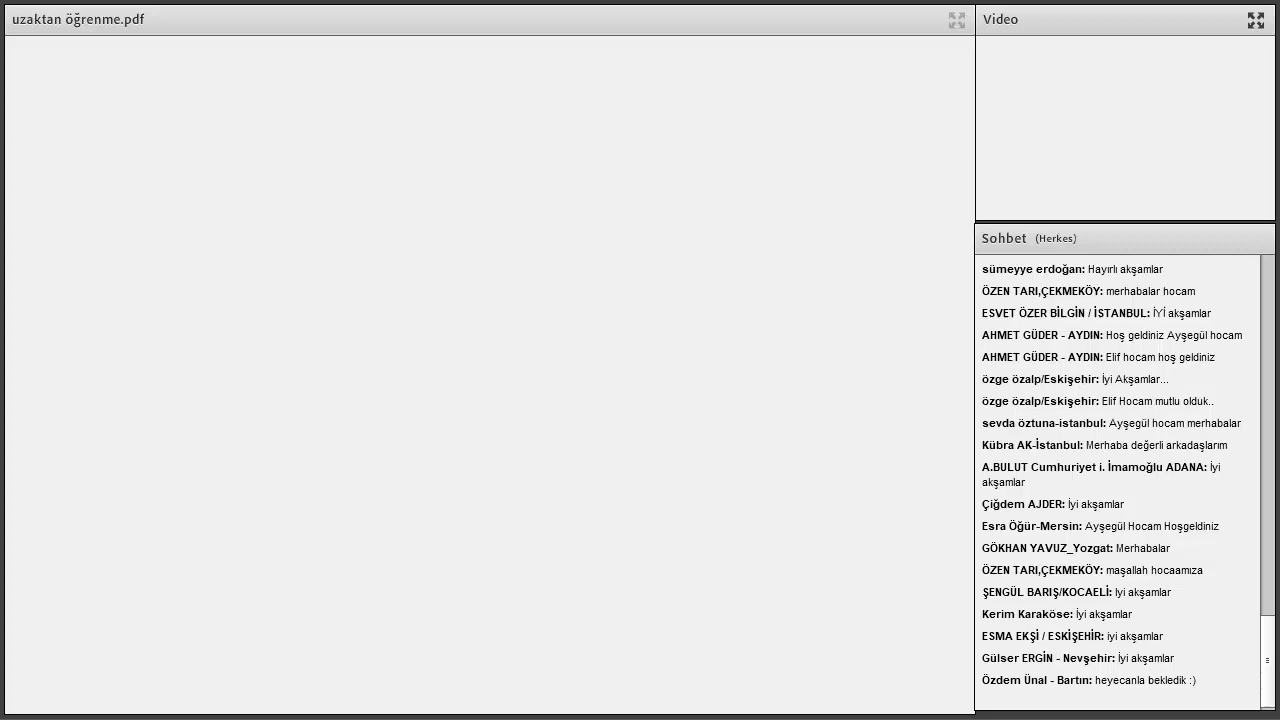 uzaktan öğrenme.pdf
Video
Sohbet (Herkes)
sümeyye erdoğan: Hayırlı akşamlar
ÖZEN TARI,ÇEKMEKÖY: merhabalar hocam
ESVET ÖZER BİLGİN / İSTANBUL: İYİ akşamlar
AHMET GÜDER - AYDIN: Hoş geldiniz Ayşegül hocam
AHMET GÜDER - AYDIN: Elif hocam hoş geldiniz
özge özalp/Eskişehir: İyi Akşamlar...
özge özalp/Eskişehir: Elif Hocam mutlu olduk..
sevda öztuna-istanbul: Ayşegül hocam merhabalar
Kübra AK-İstanbul: Merhaba değerli arkadaşlarım
A.BULUT Cumhuriyet i. İmamoğlu ADANA: İyi
akşamlar
Çiğdem AJDER: İyi akşamlar
Esra Öğür-Mersin: Ayşegül Hocam Hoşgeldiniz
GÖKHAN YAVUZ_Yozgat: Merhabalar
ÖZEN TARI,ÇEKMEKÖY: maşallah hocaamıza
ŞENGÜL BARIŞ/KOCAELİ: Iyi akşamlar
Kerim Karaköse: İyi akşamlar
ESMA EKŞİ / ESKİŞEHİR: iyi akşamlar
Gülser ERGİN - Nevşehir: İyi akşamlar
Özdem Ünal - Bartın: heyecanla bekledik :)